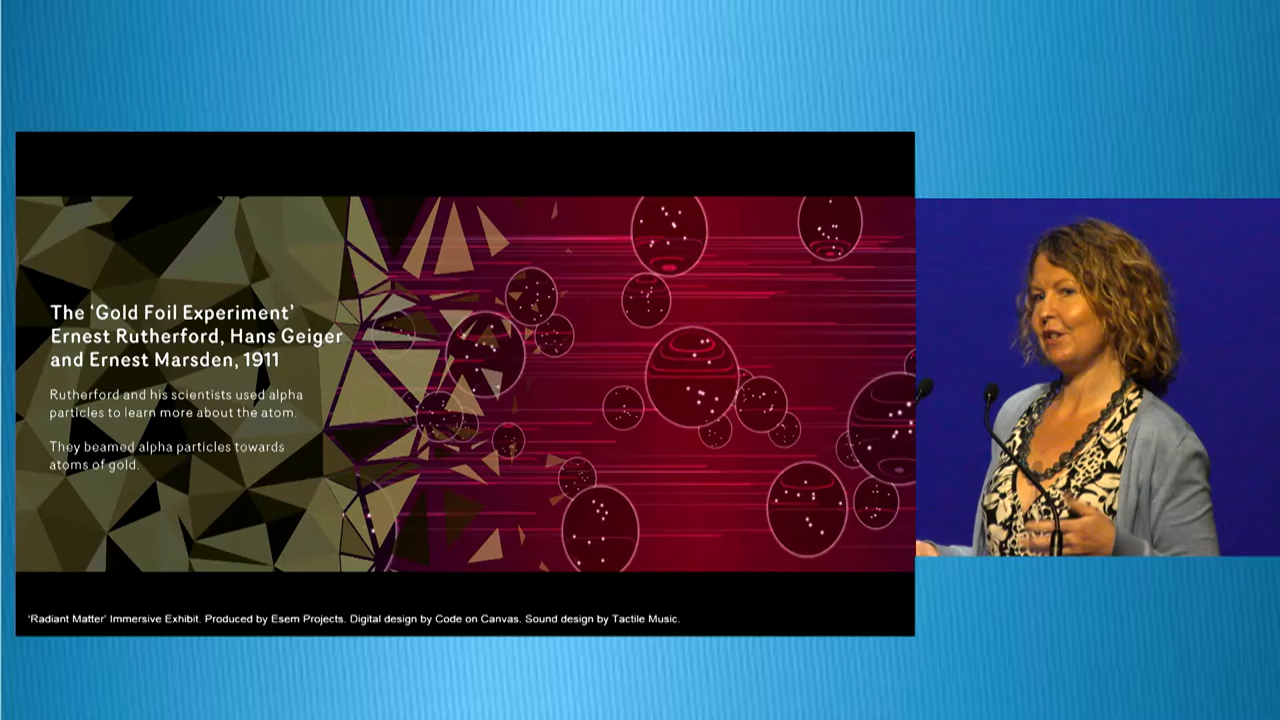 The ‘Gold Foil Experiment’
Ernest Rutherford, Hans Geiger
and Ernest Marsden, 1911
Rutherford and his scientists used alpha
particles to learn more about the atom.
They beamed alpha particles towards
atoms of gold.
‘Radiant Matter’ Immersive Exhibit. Produced by Esem Projects. Digital design by Code on Canvas. Sound design by Tactile Music.